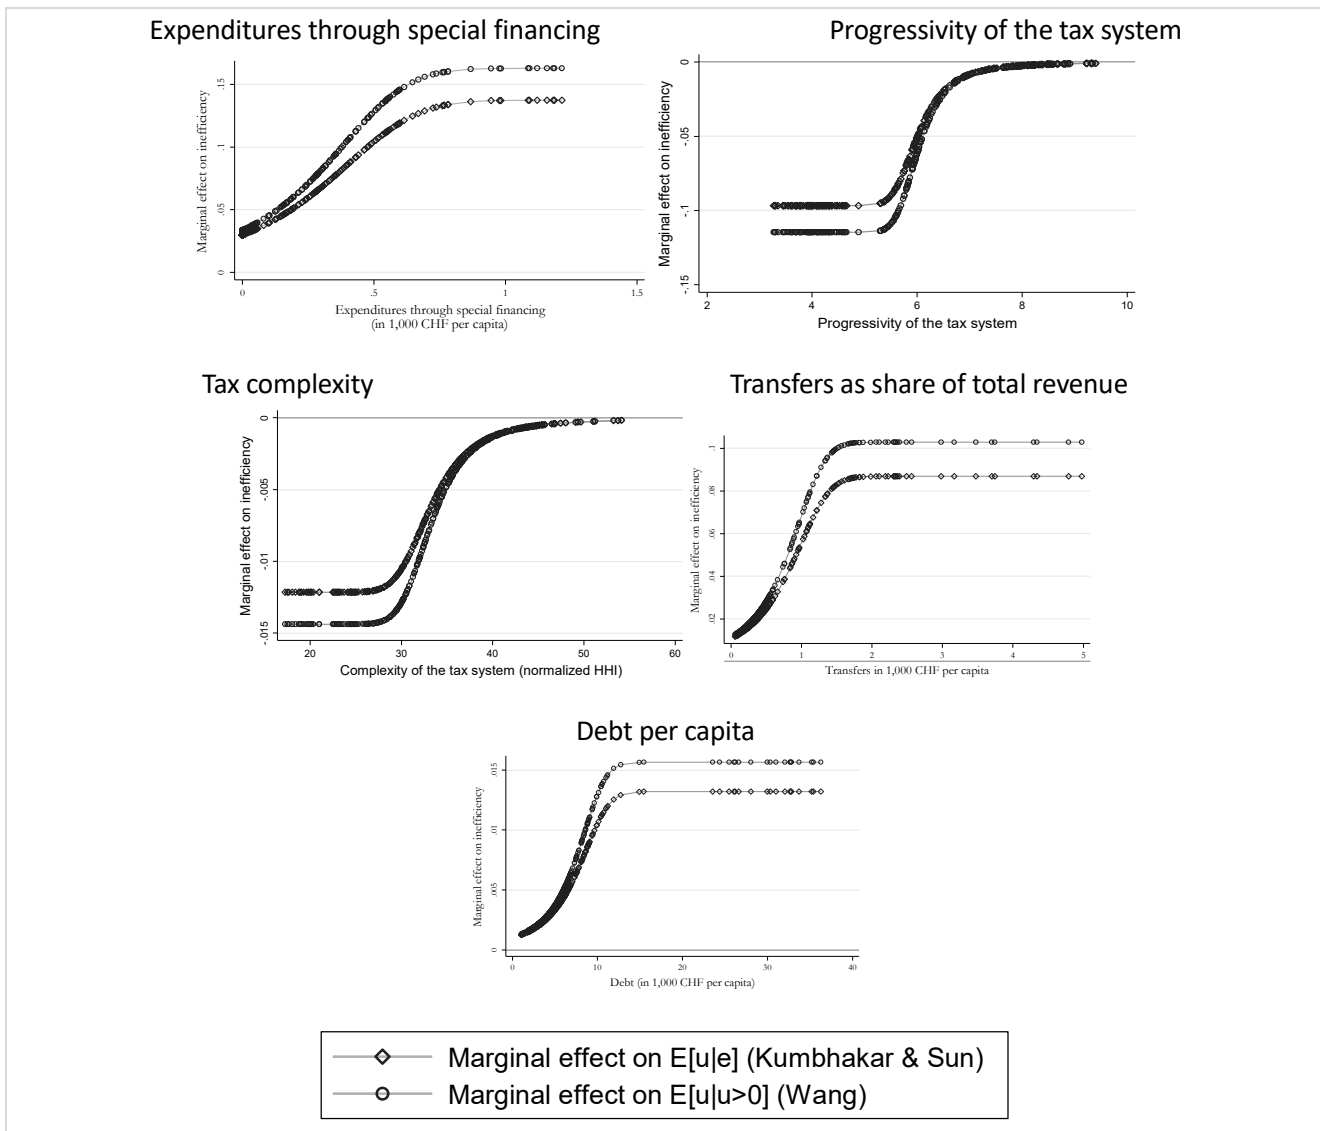 Expenditures through special financing
Marginal effect on inefficiency
.15
.1
.05
0
0 .5 1 1.5
Expenditures through special financing
(in 1,000 CHF per capita)
Progressivity of the tax system
Marginal effect on inefficiency
0
-.05
-.1
-.15
2 4 6 8 10
Progressivity of the tax system
Tax complexity
Marginal effect on inefficiency
0
-.005
-.01
-.015
20 30 40 50 60
Complexity of the tax system (normalized HHI)
Transfers as share of total revenue
Marginal effect on inefficiency
.1
.08
.06
.04
.02
0 1 2 3 4 5
Transfers in 1,000 CHF per capita
Debt per capita
Marginal effect on inefficiency
.015
.01
.005
0
0 10 20 30 40
Debt (in 1,000 CHF per capita)
Marginal effect on E[u|e] (Kumbhakar & Sun)
Marginal effect on E[u|u>0] (Wang)